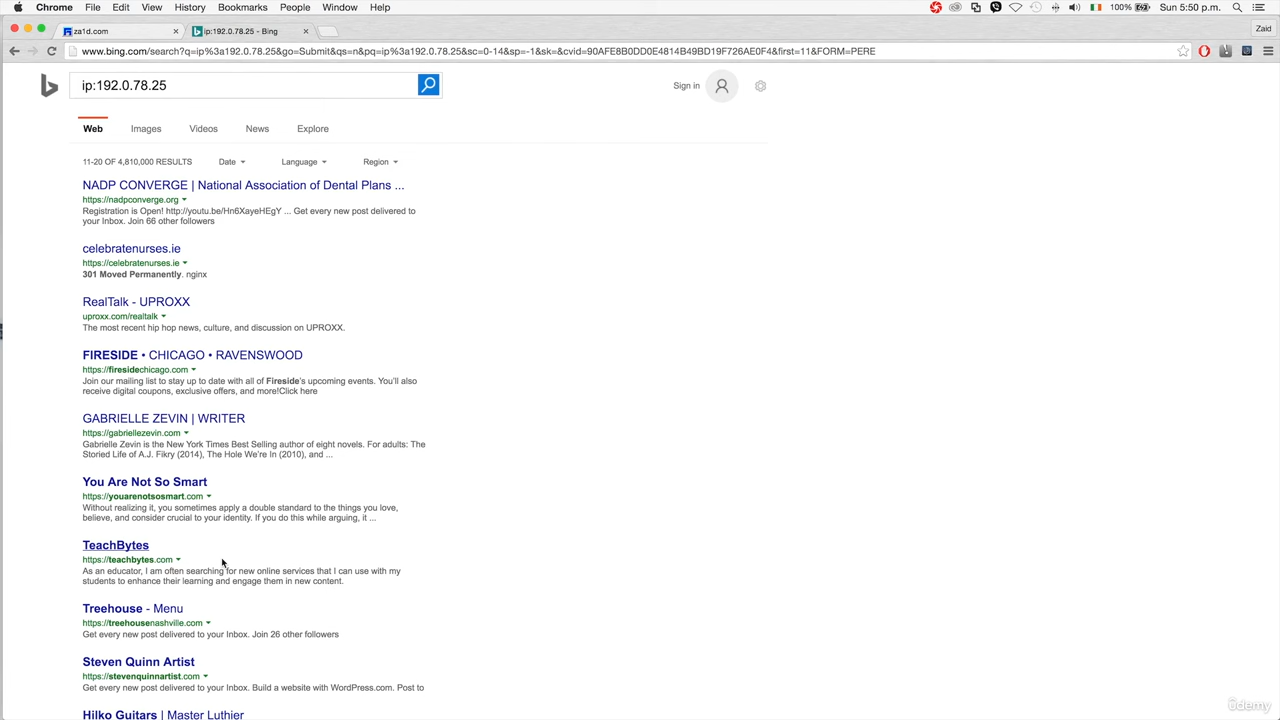 Chrome File Edit View History Bookmarks People Window Help 100% Sun 5:50 p.m.
za1d.com ip:192.0.78.25 - Bing Zaid
www.bing.com/search?q=ip%3a192.0.78.25&go=Submit&qs=n&pq=ip%3a192.0.78.25&sc=0-14&sp=-1&sk=&cvid=90AFE8B0DD0E4814B49BD19F726AE0F4&first=11&FORM=PERE
ip:192.0.78.25 Sign in
Web Images Videos News Explore
11-20 OF 4,810,000 RESULTS Date Language Region
NADP CONVERGE | National Association of Dental Plans ...
https://nadpconverge.org
Registration is Open! http://youtu.be/Hn6XayeHEgY ... Get every new post delivered to
your Inbox. Join 66 other followers
celebratenurses.ie
https://celebratenurses.ie
301 Moved Permanently. nginx
RealTalk - UPROXX
uproxx.com/realtalk
The most recent hip hop news, culture, and discussion on UPROXX.
FIRESIDE • CHICAGO • RAVENSWOOD
https://firesidechicago.com
Join our mailing list to stay up to date with all of Fireside's upcoming events. You'll also
receive digital coupons, exclusive offers, and more!Click here
GABRIELLE ZEVIN | WRITER
https://gabriellezevin.com
Gabrielle Zevin is the New York Times Best Selling author of eight novels. For adults: The
Storied Life of A.J. Fikry (2014), The Hole We're In (2010), and ...
You Are Not So Smart
https://youarenotsosmart.com
Without realizing it, you sometimes apply a double standard to the things you love,
believe, and consider crucial to your identity. If you do this while arguing, it ...
TeachBytes
https://teachbytes.com
As an educator, I am often searching for new online services that I can use with my
students to enhance their learning and engage them in new content.
Treehouse - Menu
https://treehousenashville.com
Get every new post delivered to your Inbox. Join 26 other followers
Steven Quinn Artist
https://stevenquinnartist.com
Get every new post delivered to your Inbox. Build a website with WordPress.com. Post to
Hilko Guitars | Master Luthier
ûdemy